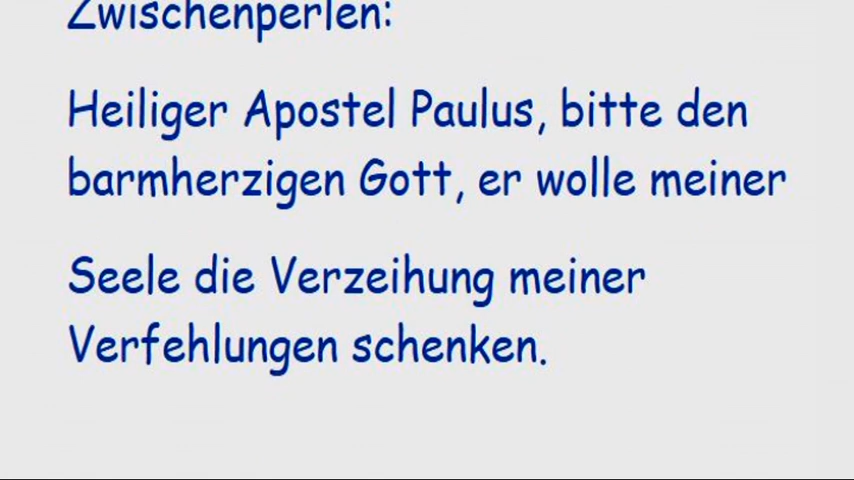 Zwischenperlen:
Heiliger Apostel Paulus, bitte den
barmherzigen Gott, er wolle meiner
Seele die Verzeihung meiner
Verfehlungen schenken.